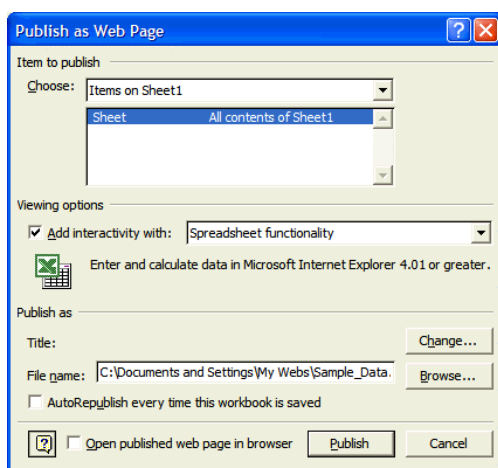 Publish as Web Page
Item to publish
Choose: Items on Sheet1
Sheet All contents of Sheet1
Viewing options
Add interactivity with: Spreadsheet functionality
Enter and calculate data in Microsoft Internet Explorer 4.01 or greater.
Publish as
Title: Change...
File name: C:\Documents and Settings\My Webs\Sample_Data. Browse...
AutoRepublish every time this workbook is saved
Open published web page in browser Publish Cancel